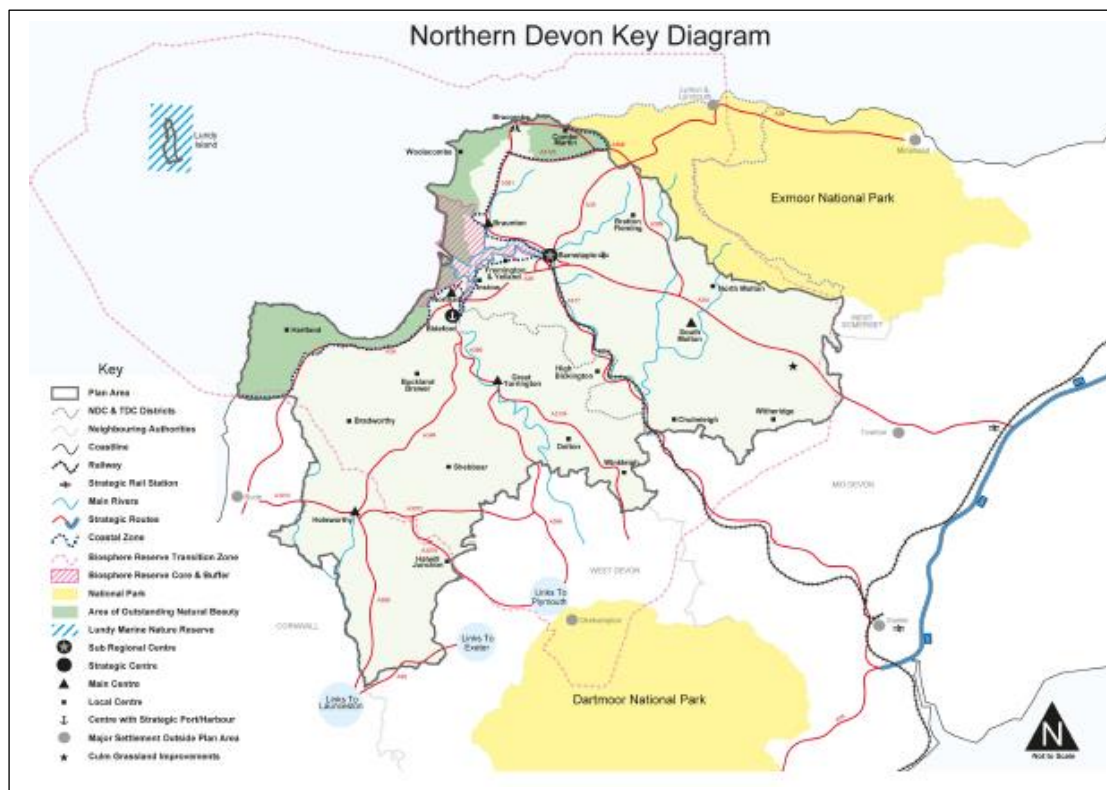 Northern Devon Key Diagram
Lundy
Island
Lynton &
Lynmouth
Minehead
Ilfracombe
Combe
Martin
Woolacombe
Exmoor National Park
Braunton
Bratton
Fleming
Barnstaple
Fremington
& Yelland
Instow
Northam
Bideford
North Molton
South
Molton
WEST
SOMERSET
Hartland
Buckland
Brewer
Great
Torrington
High
Bickington
Chulmleigh
Witheridge
Tiverton
MID DEVON
Bradworthy
Shebbear
Dolton
Winkleigh
Bude
Holsworthy
Halwill
Junction
WEST DEVON
Links To
Plymouth
Okehampton
Exeter
CORNWALL
Links To
Exeter
Links To
Launceston
Dartmoor National Park
Key
Plan Area
NDC & TDC Districts
Neighbouring Authorities
Coastline
Railway
Strategic Rail Station
Main Rivers
Strategic Routes
Coastal Zone
Biosphere Reserve Transition Zone
Biosphere Reserve Core & Buffer
National Park
Area of Outstanding Natural Beauty
Lundy Marine Nature Reserve
Sub Regional Centre
Strategic Centre
Main Centre
Local Centre
Centre with Strategic Port/Harbour
Major Settlement Outside Plan Area
Culm Grassland Improvements
N
Not to Scale